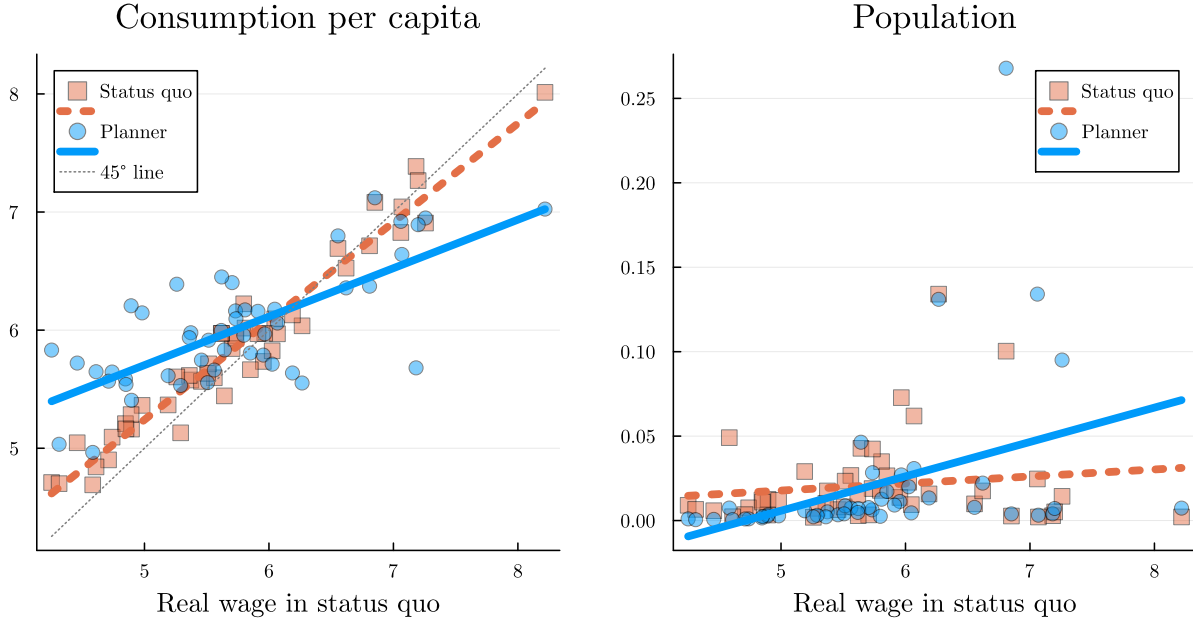 Consumption per capita
8
7
6
5
Status quo
Planner
45° line
5 6 7 8
Real wage in status quo
Population
0.25
0.20
0.15
0.10
0.05
0.00
Status quo
Planner
5 6 7 8
Real wage in status quo